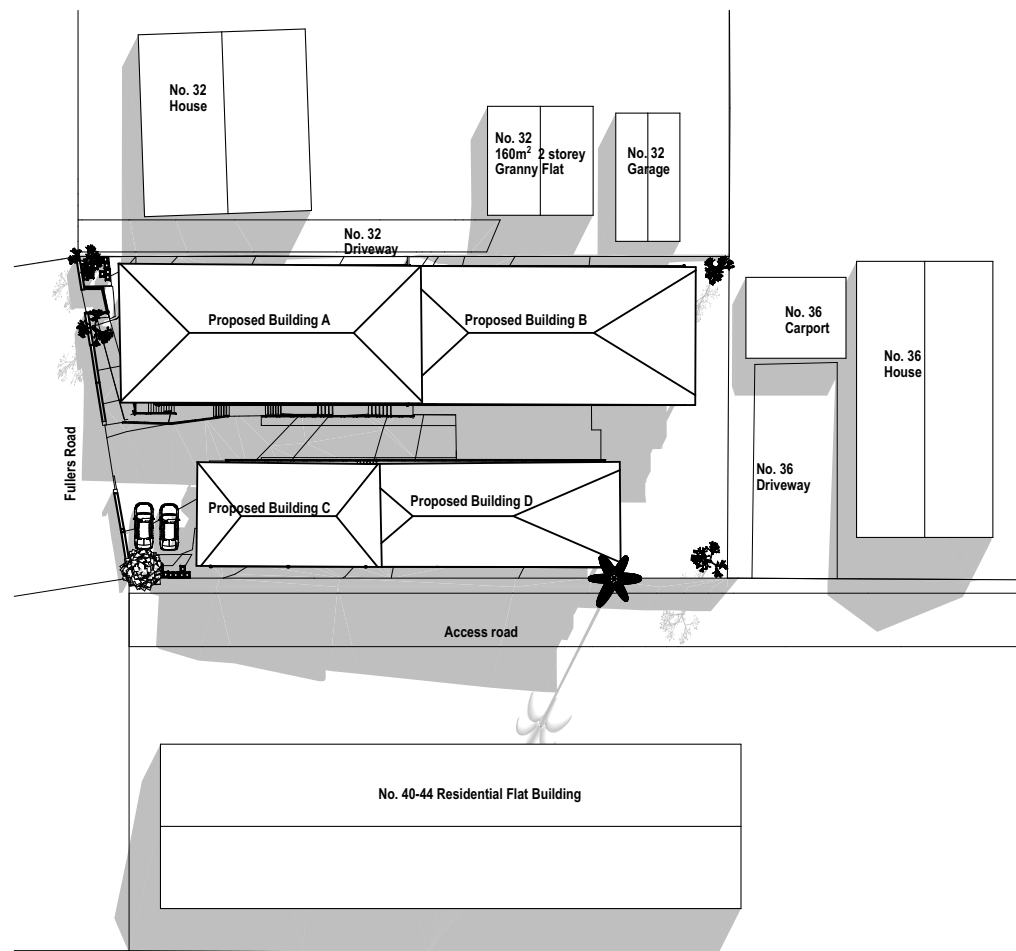 No. 32
House
No. 32
160m² 2 storey
Granny Flat
No. 32
Garage
No. 32
Driveway
Proposed Building A
Proposed Building B
No. 36
Carport
No. 36
House
Fullers Road
No. 36
Driveway
Proposed Building C
Proposed Building D
Access road
No. 40-44 Residential Flat Building